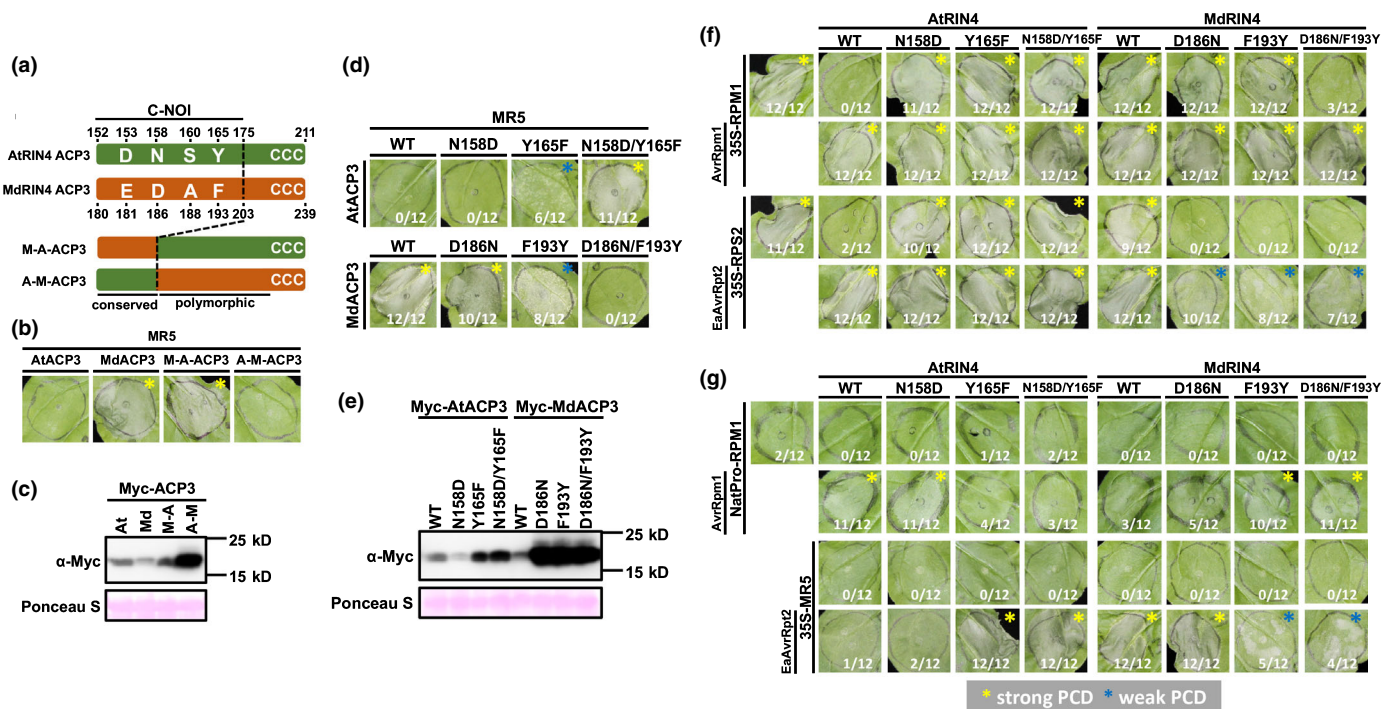 (a)
C-NOI
152 153 158 160 165 175 211
AtRIN4 ACP3 D N S Y CCC
MdRIN4 ACP3 E D A F CCC
180 181 186 188 193 203 239
M-A-ACP3 CCC
A-M-ACP3 CCC
conserved polymorphic
(b)
MR5
AtACP3 MdACP3 M-A-ACP3 A-M-ACP3
* *
(c)
Myc-ACP3
At Md M-A A-M
α-Myc
25 kD
15 kD
Ponceau S
(d)
MR5
WT N158D Y165F N158D/Y165F
AtACP3
* *
0/12 0/12 6/12 11/12
WT D186N F193Y D186N/F193Y
MdACP3
* * *
12/12 10/12 8/12 0/12
(e)
Myc-AtACP3 Myc-MdACP3
WT N158D Y165F N158D/Y165F WT D186N F193Y D186N/F193Y
α-Myc
25 kD
15 kD
Ponceau S
(f)
AtRIN4 MdRIN4
WT N158D Y165F N158D/Y165F WT D186N F193Y D186N/F193Y
35S-RPM1
* * * * * * *
12/12 0/12 11/12 12/12 12/12 12/12 12/12 12/12 3/12
AvrRpm1
* * * * * * * *
12/12 12/12 12/12 12/12 12/12 12/12 12/12 12/12
35S-RPS2
* * * * *
11/12 2/12 10/12 12/12 12/12 9/12 0/12 0/12 0/12
EaAvrRpt2
* * * * * * * *
12/12 12/12 12/12 12/12 12/12 10/12 8/12 7/12
(g)
AtRIN4 MdRIN4
WT N158D Y165F N158D/Y165F WT D186N F193Y D186N/F193Y
NatPro-RPM1
2/12 0/12 0/12 1/12 2/12 0/12 0/12 0/12 0/12
AvrRpm1
* * * *
11/12 11/12 4/12 3/12 3/12 5/12 10/12 11/12
35S-MR5
0/12 0/12 0/12 0/12 0/12 0/12 0/12 0/12
EaAvrRpt2
* * * * * *
1/12 2/12 12/12 12/12 12/12 12/12 5/12 4/12
* strong PCD * weak PCD